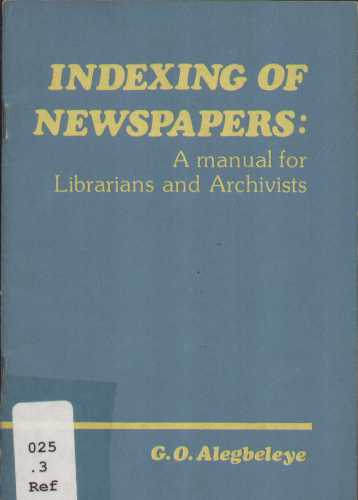 INDEXING OF
NEWSPAPERS:
A manual for
Librarians and Archivists
G.O. Alegbeleye
025
.3
Ref